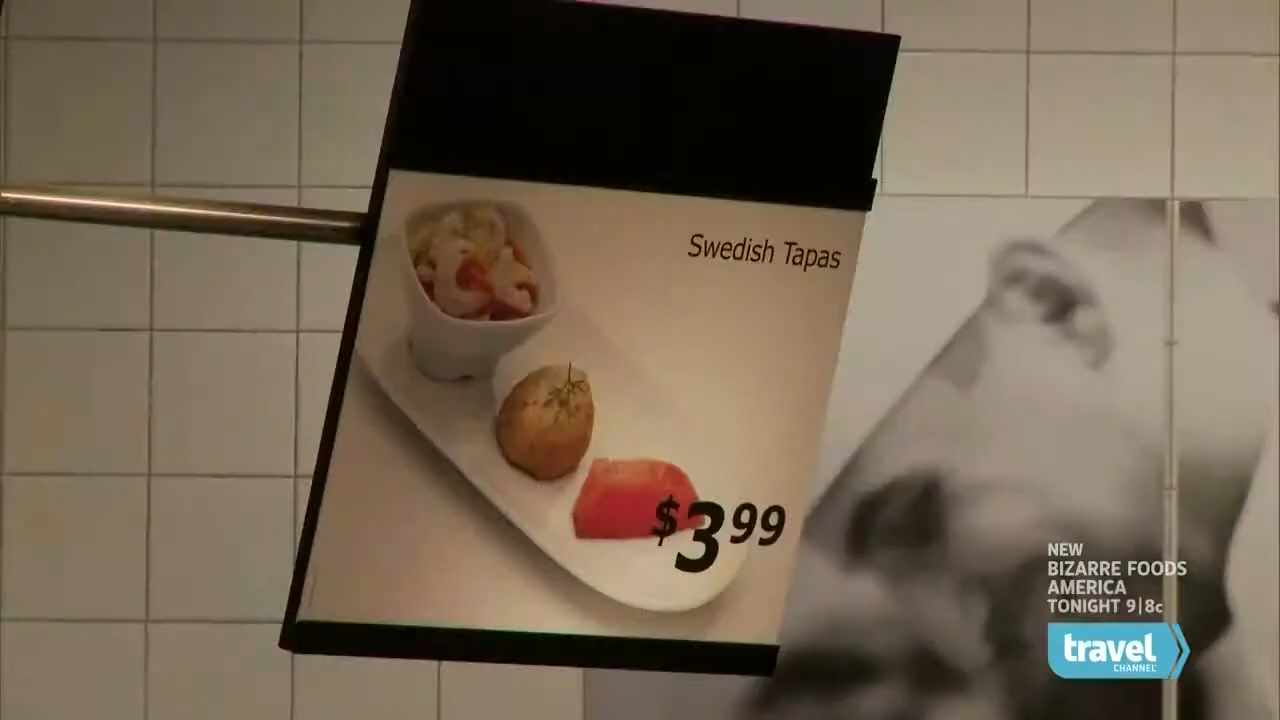 Swedish Tapas
$3.99
NEW
BIZARRE FOODS
AMERICA
TONIGHT 9|8c
travel
CHANNEL